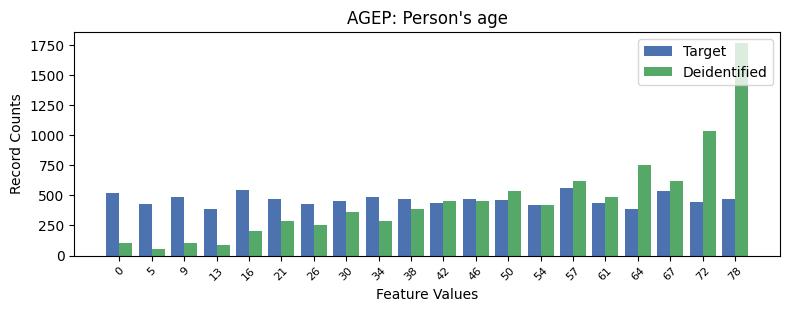 AGEP: Person's age
Record Counts
1750
1500
1250
1000
750
500
250
0
Target
Deidentified
0 5 9 13 16 21 26 30 34 38 42 46 50 54 57 61 64 67 72 78
Feature Values